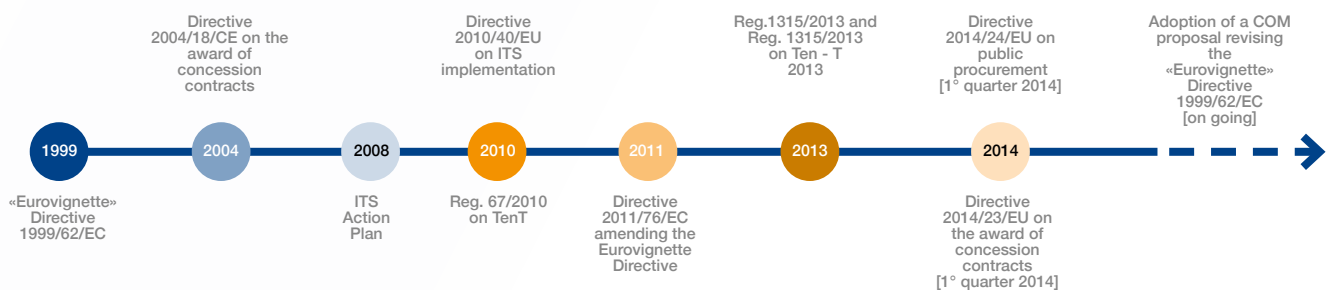 Directive
2004/18/CE on the
award of
concession
contracts
Directive
2010/40/EU
on ITS
implementation
Reg.1315/2013 and
Reg. 1315/2013
on Ten - T
2013
Directive
2014/24/EU on
public
procurement
[1° quarter 2014]
Adoption of a COM
proposal revising
the
«Eurovignette»
Directive
1999/62/EC
[on going]
1999
2004
2008
2010
2011
2013
2014
«Eurovignette»
Directive
1999/62/EC
ITS
Action
Plan
Reg. 67/2010
on TenT
Directive
2011/76/EC
amending the
Eurovignette
Directive
Directive
2014/23/EU on
the award of
concession
contracts
[1° quarter 2014]